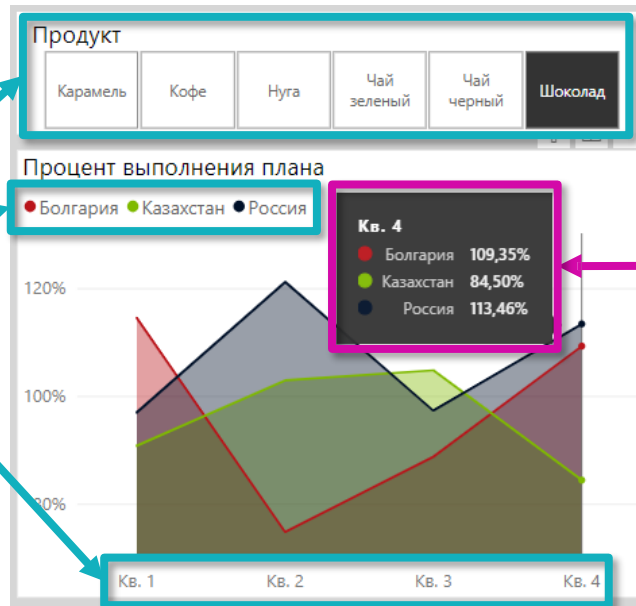 Продукт
Карамель
Кофе
Нуга
Чай
зеленый
Чай
черный
Шоколад
Процент выполнения плана
Болгария Казахстан Россия
Кв. 4
Болгария 109,35%
Казахстан 84,50%
Россия 113,46%
120%
100%
80%
Кв. 1 Кв. 2 Кв. 3 Кв. 4